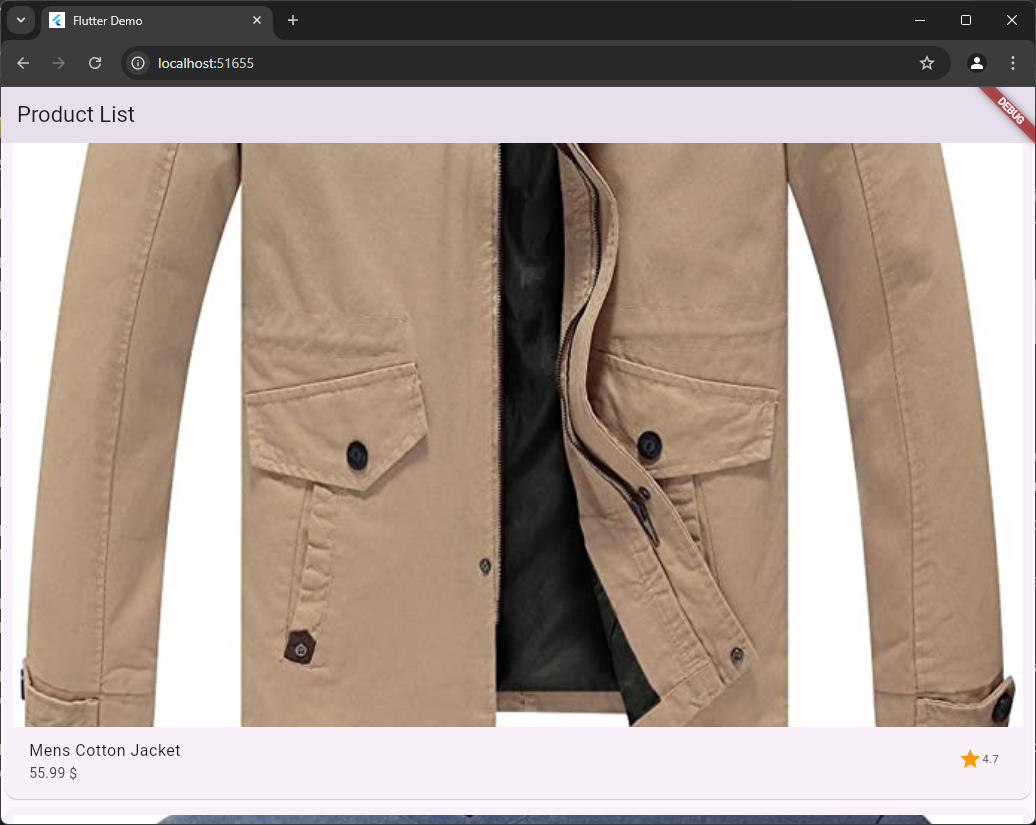 Flutter Demo
localhost:51655
Product List
DEBUG
Mens Cotton Jacket
55.99 $
4.7